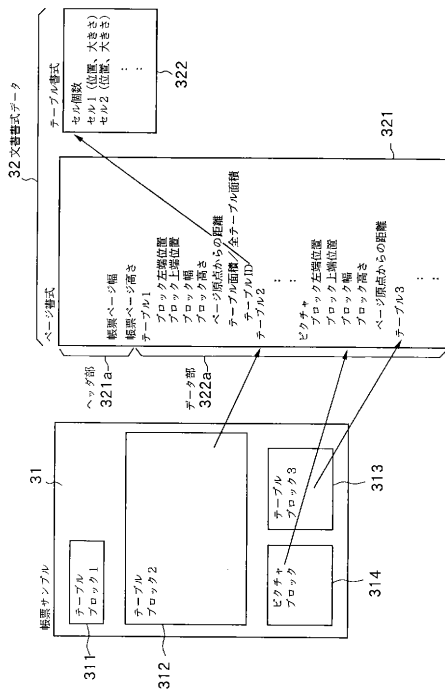 32 文書書式データ
ページ書式
テーブル書式
帳票ページ幅
帳票ページ高さ
テーブル1
ブロック左端位置
ブロック上端位置
ブロック幅
ブロック高さ
ページ原点からの距離
テーブル面積/全テーブル面積
テーブルID
テーブル2
:
:
ピクチャ
ブロック左端位置
ブロック上端位置
ブロック幅
ブロック高さ
ページ原点からの距離
テーブル3
:
:
321
セル個数
セル1 (位置、大きさ)
セル2 (位置、大きさ)
:
:
322
ヘッダ部
321a
データ部
322a
帳票サンプル
31
テーブル
ブロック1
311
テーブル
ブロック2
312
ピクチャ
ブロック
314
テーブル
ブロック3
313